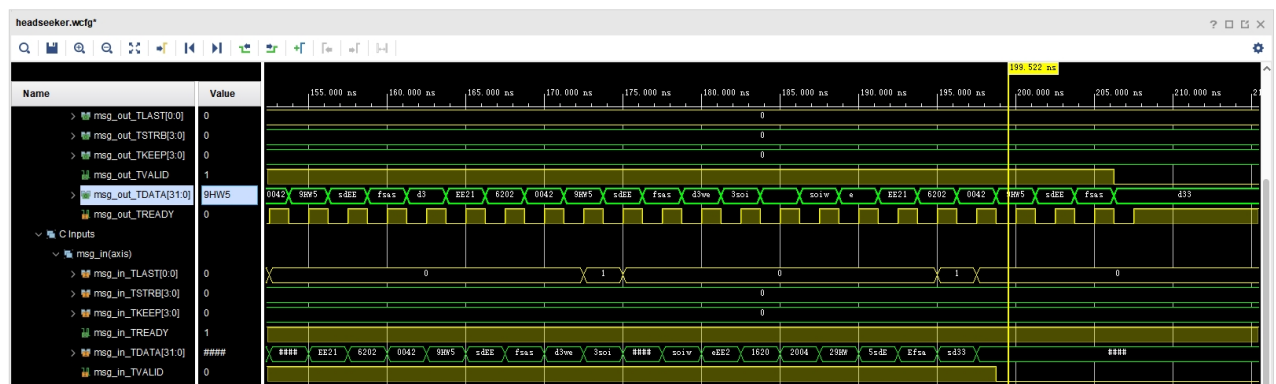 headseeker.wcfg*
199.522 ns
Name Value
155.000 ns 160.000 ns 165.000 ns 170.000 ns 175.000 ns 180.000 ns 185.000 ns 190.000 ns 195.000 ns 200.000 ns 205.000 ns 210.000 ns 21
msg_out_TLAST[0:0] 0 0
msg_out_TSTRB[3:0] 0 0
msg_out_TKEEP[3:0] 0 0
msg_out_TVALID 1
msg_out_TDATA[31:0] 9HW5 0042 9HW5 sdEE fsas d3 EE21 6202 0042 9HW5 sdEE fsas d3we 3soi soiw e EE21 6202 0042 9HW5 sdEE fsas d33
msg_out_TREADY 0
C Inputs
msg_in(axis)
msg_in_TLAST[0:0] 0 0 1 0 1 0
msg_in_TSTRB[3:0] 0 0
msg_in_TKEEP[3:0] 0 0
msg_in_TREADY 1
msg_in_TDATA[31:0] #### #### EE21 6202 0042 9HW5 sdEE fsas d3we 3soi #### soiw eEE2 1620 2004 29HW 5sdE Efsa sd33 ####
msg_in_TVALID 0